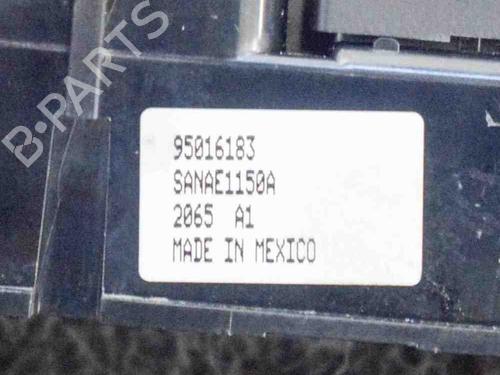 B-PARTS
95016183
SANAE1150A
2065 A1
MADE IN MEXICO